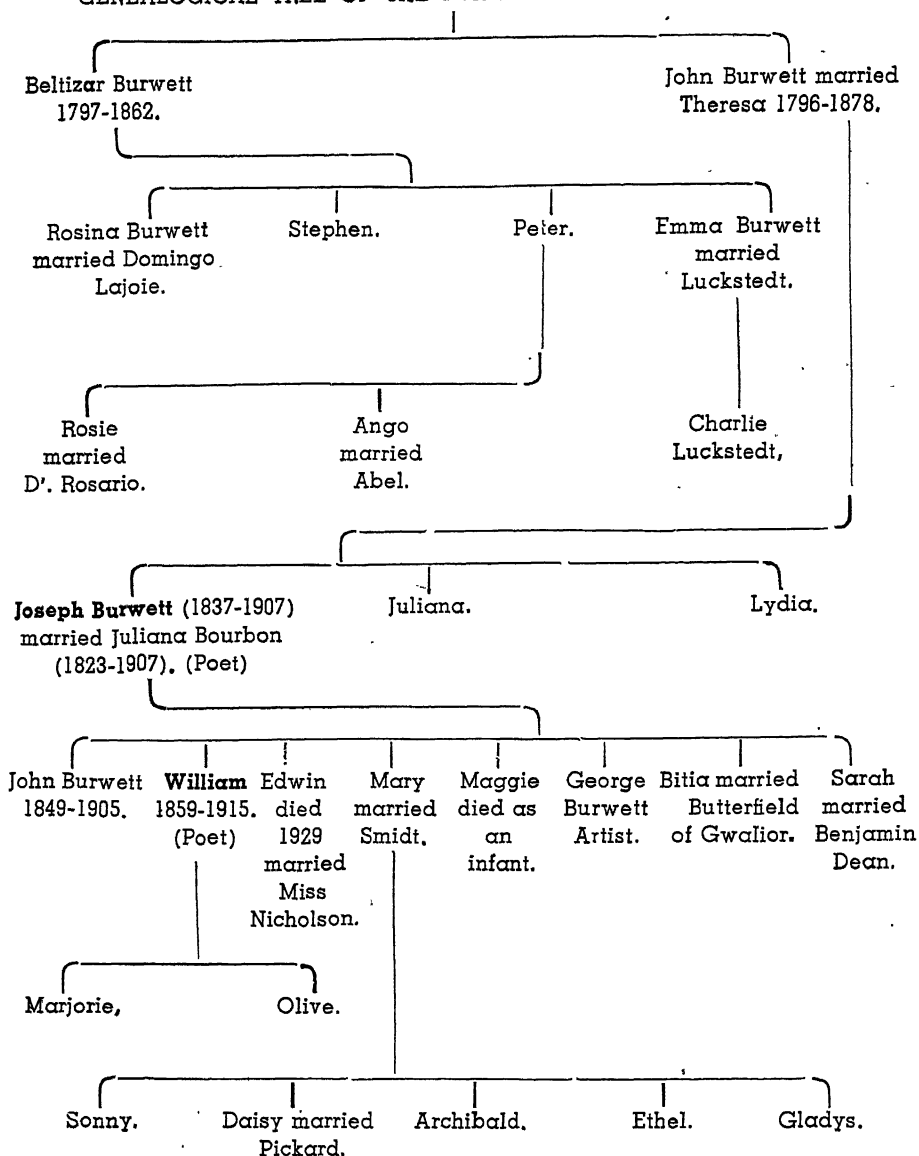 GENEALOGICAL TREE OF THE
Beltizar Burwett
1797-1862.
John Burwett married
Theresa 1796-1878.
Rosina Burwett
married Domingo
Lajoie.
Stephen.
Peter.
Emma Burwett
married
Luckstedt.
Rosie
married
D'. Rosario.
Ango
married
Abel.
Charlie
Luckstedt,
Joseph Burwett (1837-1907)
married Juliana Bourbon
(1823-1907). (Poet)
Juliana.
Lydia.
John Burwett
1849-1905.
William
1859-1915.
(Poet)
Edwin
died
1929
married
Miss
Nicholson.
Mary
married
Smidt.
Maggie
died as
an
infant.
George
Burwett
Artist.
Bitia married
Butterfield
of Gwalior.
Sarah
married
Benjamin
Dean.
Marjorie,
Olive.
Sonny.
Daisy married
Pickard.
Archibald.
Ethel.
Gladys.